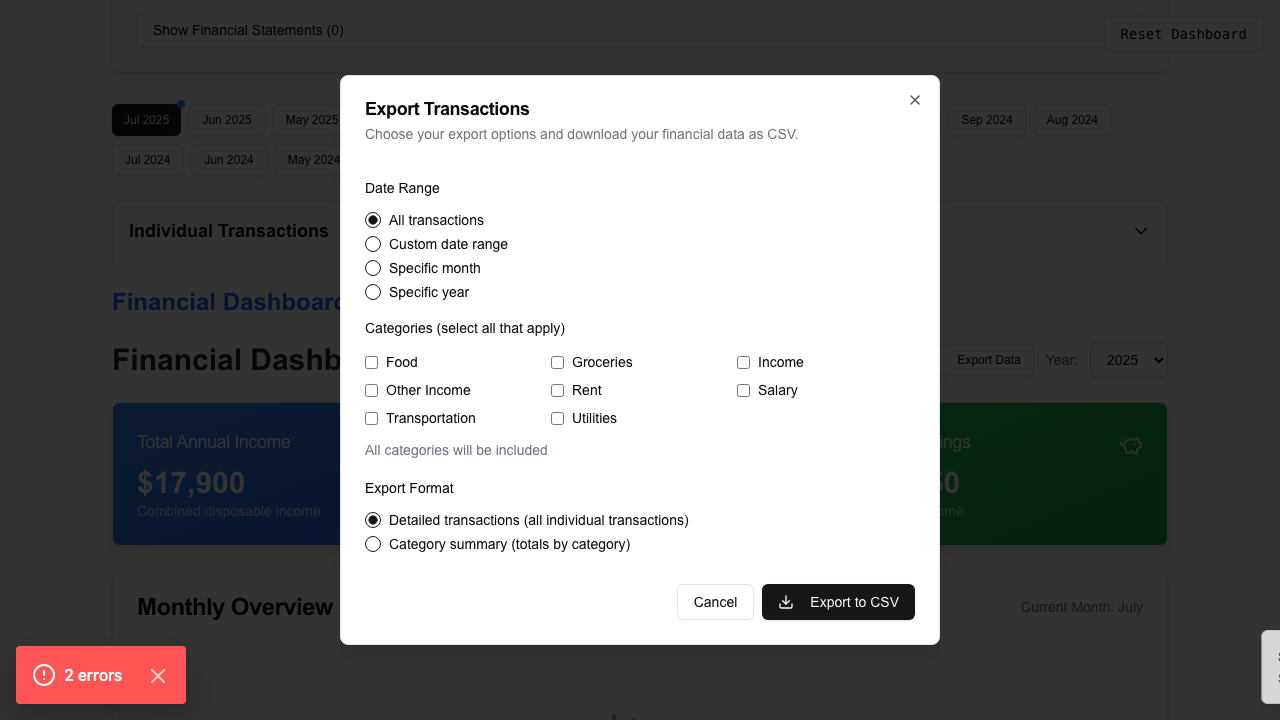 Show Financial Statements (0)
Reset Dashboard
Jul 2025
Jun 2025
May 2025
Sep 2024
Aug 2024
Jul 2024
Jun 2024
May 2024
Individual Transactions
Financial Dashboard
Financial Dashb
Export Data
Year:
2025
Total Annual Income
$17,900
Combined disposable income
Monthly Overview
Current Month: July
Export Transactions
Choose your export options and download your financial data as CSV.
Date Range
All transactions
Custom date range
Specific month
Specific year
Categories (select all that apply)
Food
Groceries
Income
Other Income
Rent
Salary
Transportation
Utilities
All categories will be included
Export Format
Detailed transactions (all individual transactions)
Category summary (totals by category)
Cancel
Export to CSV
2 errors